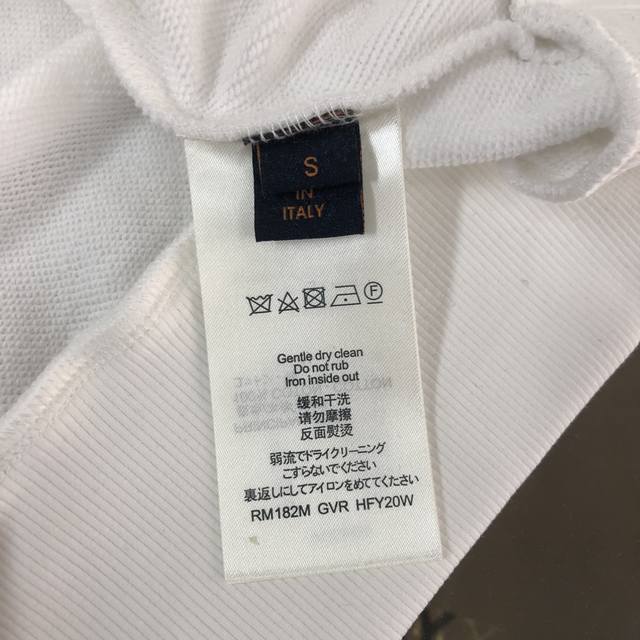 S
IN
ITALY
F
Gentle dry clean
Do not rub
Iron inside out
缓和干洗
请勿摩擦
反面熨烫
弱流でドライクリーニング
こすらないでください
裏返しにしてアイロンをめてください
RM182M GVR HFY20W